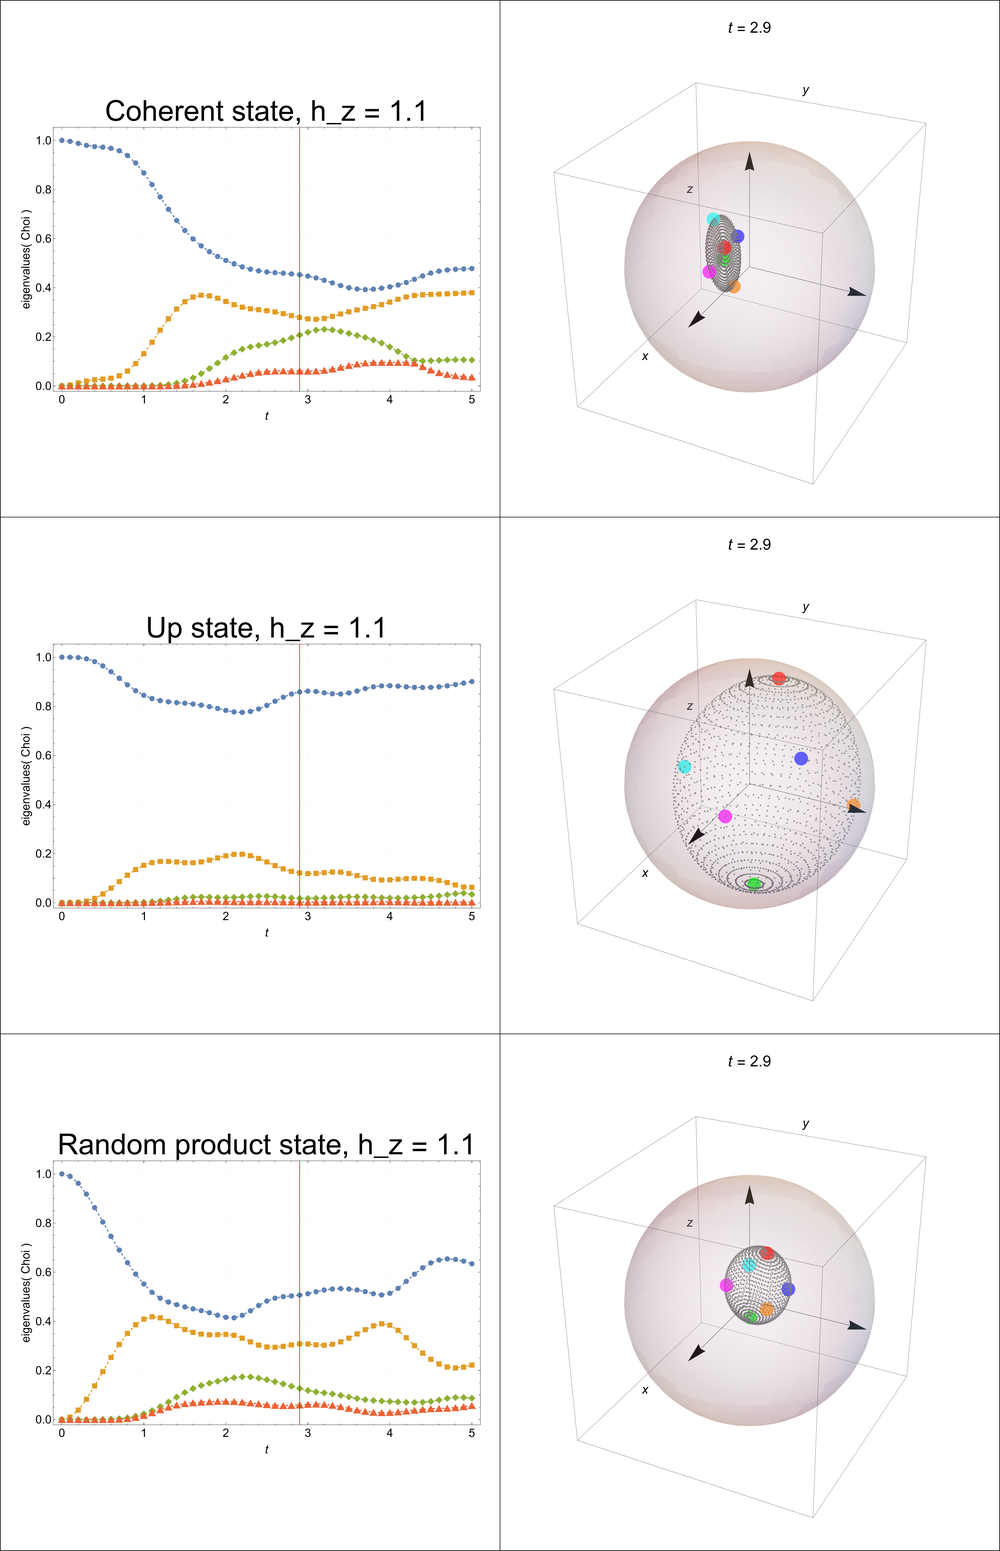 t = 2.9
Coherent state, h_z = 1.1
eigenvalues( Choi )
1.0
0.8
0.6
0.4
0.2
0.0
0 1 2 3 4 5
t
y
z
x
t = 2.9
Up state, h_z = 1.1
eigenvalues( Choi )
1.0
0.8
0.6
0.4
0.2
0.0
0 1 2 3 4 5
t
y
z
x
t = 2.9
Random product state, h_z = 1.1
eigenvalues( Choi )
1.0
0.8
0.6
0.4
0.2
0.0
0 1 2 3 4 5
t
y
z
x